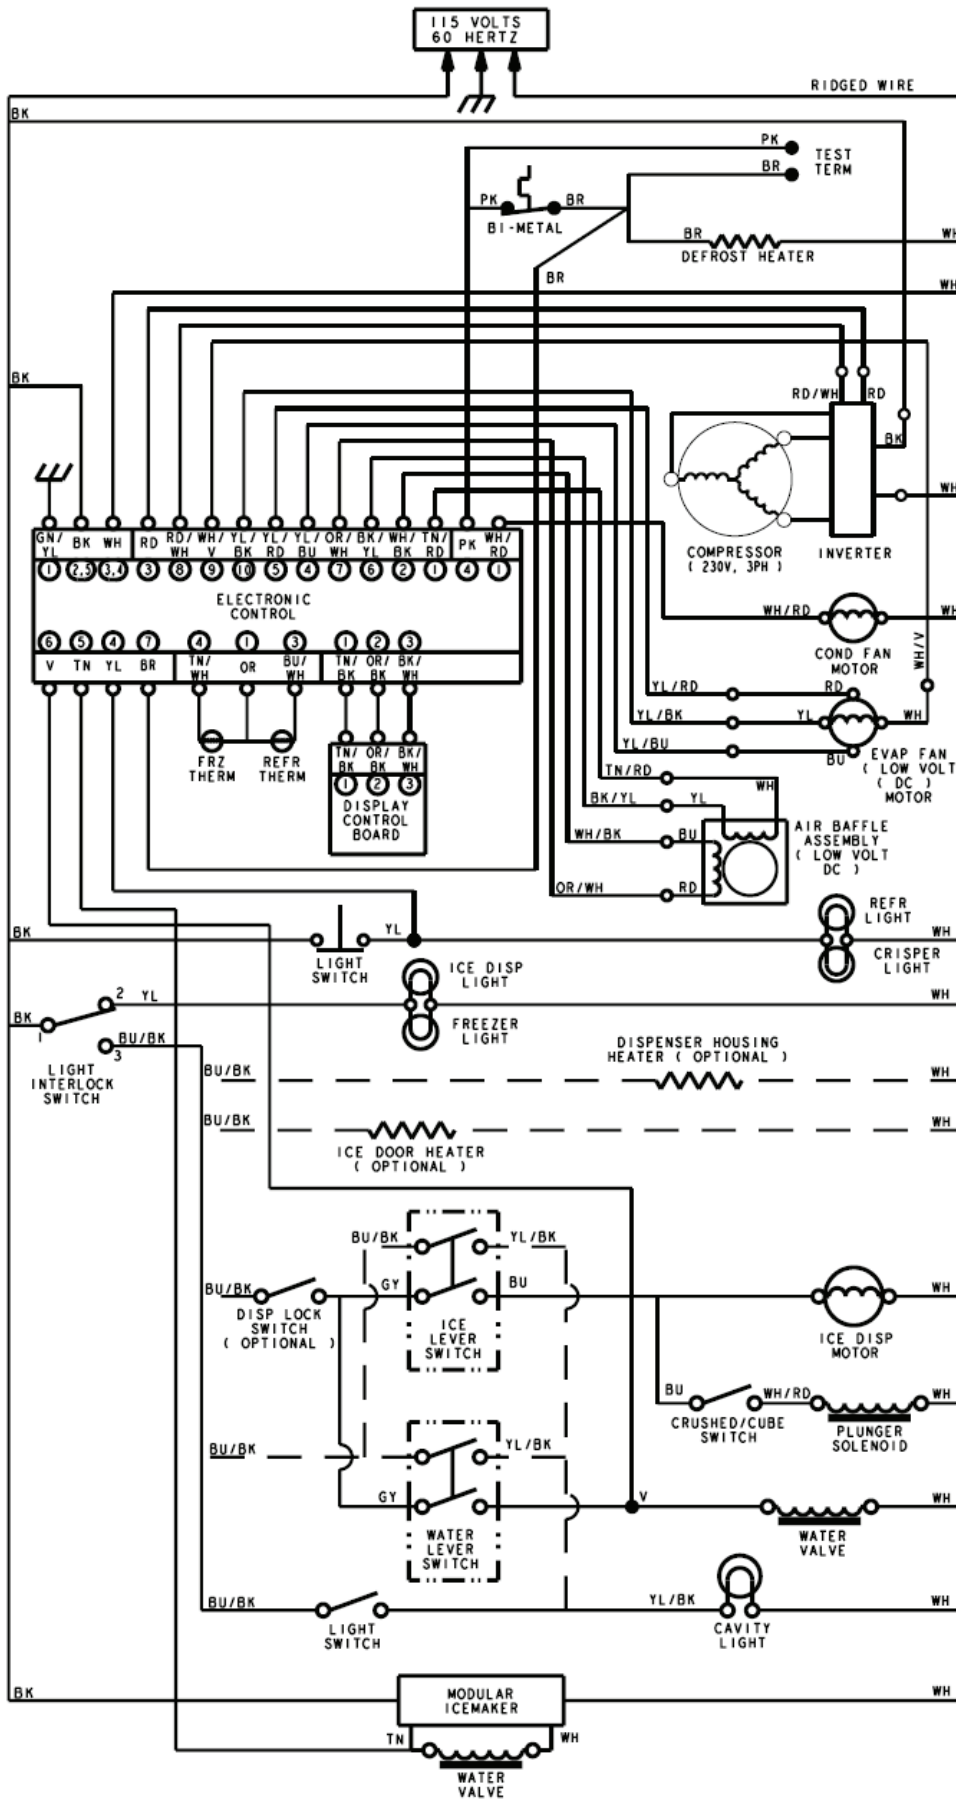 115 VOLTS
60 HERTZ
RIDGED WIRE
BK
PK
TEST
TERM
BR
PK
BR
BI-METAL
BR
WH
DEFROST HEATER
BR
WH
BK
RD/WH
RD
BK
WH
COMPRESSOR
( 230V, 3PH )
INVERTER
GN/
YL
BK
WH
RD
RD/
WH
WH/
V
YL/
BK
YL/
RD
YL/
BU
OR/
WH
BK/
YL
WH/
BK
TN/
RD
PK
WH/
RD
1
2,5
3,4
3
8
9
10
5
4
7
6
2
1
4
1
ELECTRONIC
CONTROL
6
5
4
7
4
1
3
1
2
3
V
TN
YL
BR
TN/
WH
OR
BU/
WH
TN/
BK
OR/
BK
BK/
WH
WH/RD
WH
COND FAN
MOTOR
WH/V
YL/RD
RD
YL/BK
YL
WH
YL/BU
BU
EVAP FAN
( LOW VOLT
( DC )
MOTOR
FRZ
THERM
REFR
THERM
TN/
BK
OR/
BK
BK/
WH
1
2
3
DISPLAY
CONTROL
BOARD
TN/RD
WH
BK/YL
YL
WH/BK
BU
OR/WH
RD
AIR BAFFLE
ASSEMBLY
( LOW VOLT
DC )
BK
YL
LIGHT
SWITCH
REFR
LIGHT
WH
CRISPER
LIGHT
ICE DISP
LIGHT
2
YL
WH
BK
1
FREEZER
LIGHT
BU/BK
3
LIGHT
INTERLOCK
SWITCH
DISPENSER HOUSING
HEATER ( OPTIONAL )
BU/BK
WH
BU/BK
WH
ICE DOOR HEATER
( OPTIONAL )
BU/BK
YL/BK
BU/BK
GY
BU
WH
DISP LOCK
SWITCH
( OPTIONAL )
ICE
LEVER
SWITCH
ICE DISP
MOTOR
BU
WH/RD
WH
CRUSHED/CUBE
SWITCH
PLUNGER
SOLENOID
BU/BK
YL/BK
GY
V
WH
WATER
LEVER
SWITCH
WATER
VALVE
BU/BK
YL/BK
WH
LIGHT
SWITCH
CAVITY
LIGHT
BK
MODULAR
ICEMAKER
WH
TN
WH
WATER
VALVE